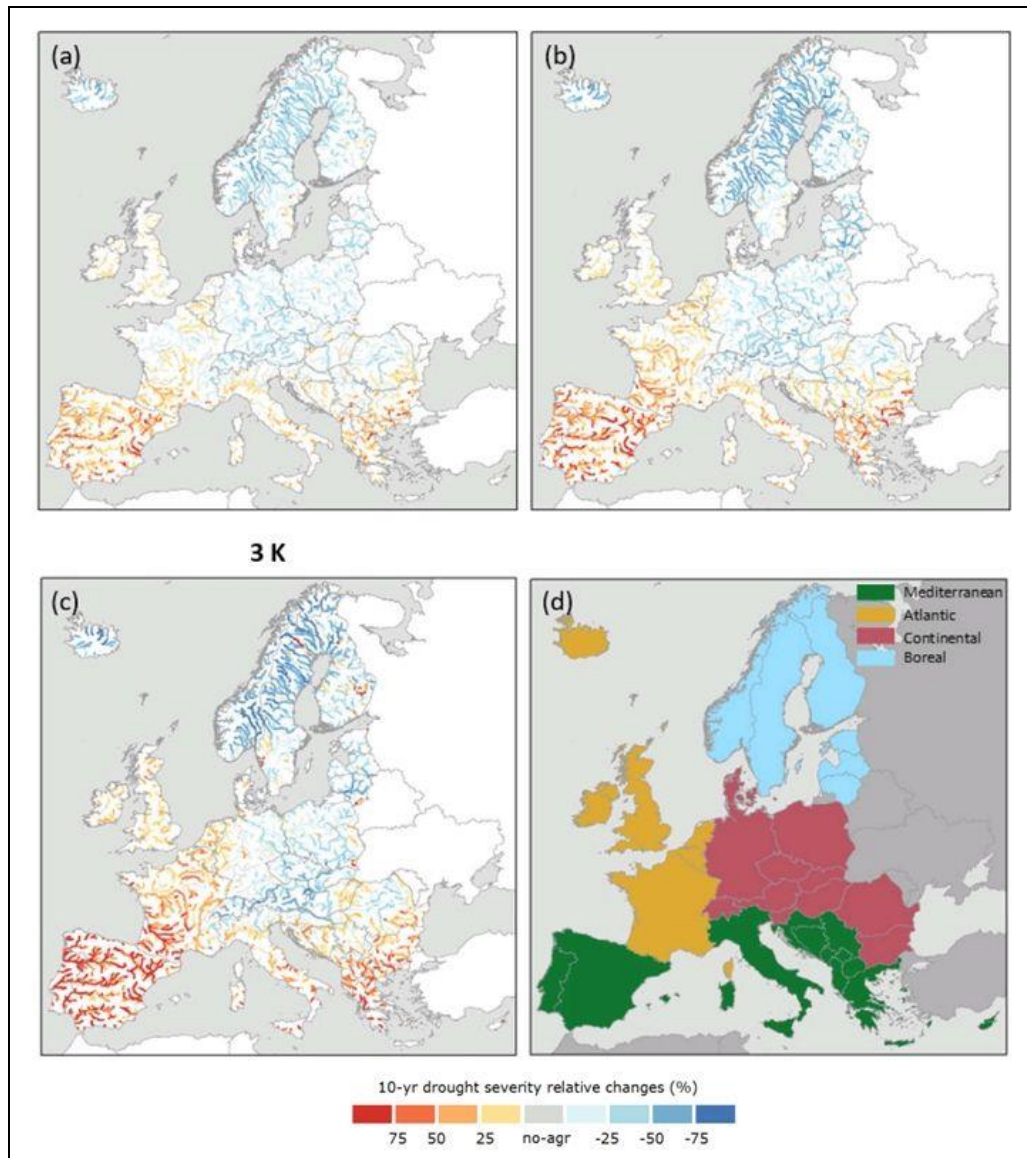 (a)
(b)
3 K
(c)
(d)
Mediterranean
Atlantic
Continental
Boreal
10-yr drought severity relative changes (%)
75 50 25 no-agr -25 -50 -75